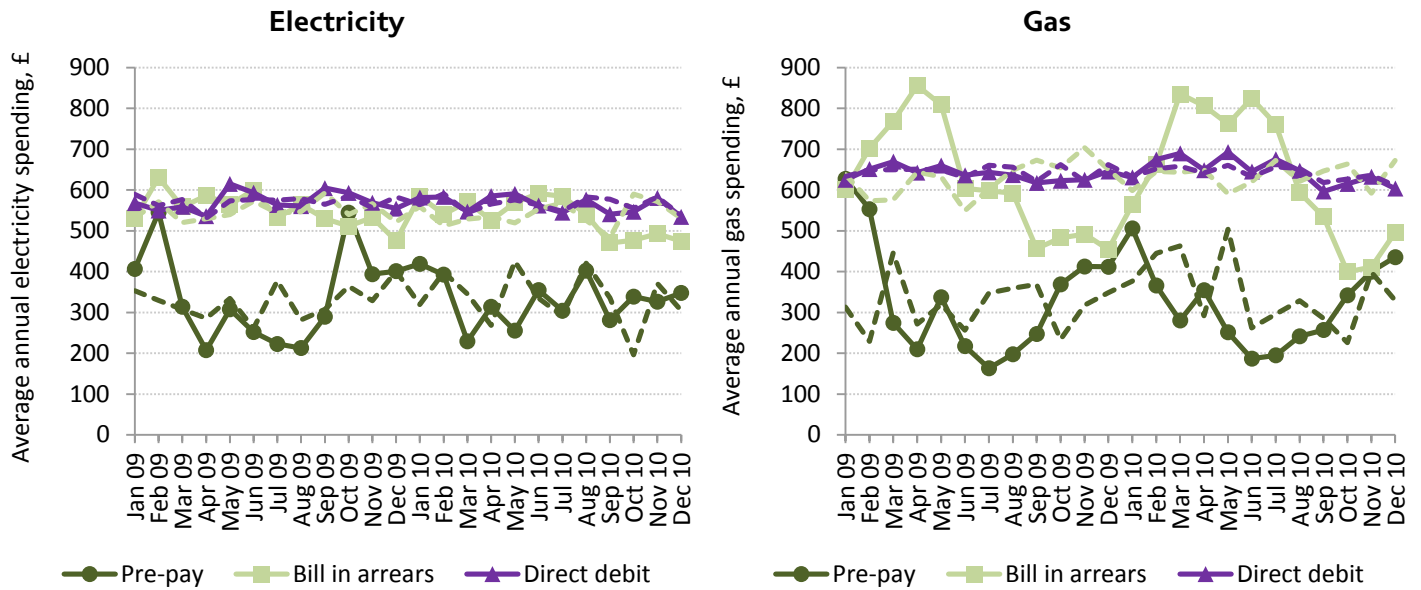 Electricity
Average annual electricity spending, £
900
800
700
600
500
400
300
200
100
0
Jan 09
Feb 09
Mar 09
Apr 09
May 09
Jun 09
Jul 09
Aug 09
Sep 09
Oct 09
Nov 09
Dec 09
Jan 10
Feb 10
Mar 10
Apr 10
May 10
Jun 10
Jul 10
Aug 10
Sep 10
Oct 10
Nov 10
Dec 10
Pre-pay
Bill in arrears
Direct debit
Gas
Average annual gas spending, £
900
800
700
600
500
400
300
200
100
0
Jan 09
Feb 09
Mar 09
Apr 09
May 09
Jun 09
Jul 09
Aug 09
Sep 09
Oct 09
Nov 09
Dec 09
Jan 10
Feb 10
Mar 10
Apr 10
May 10
Jun 10
Jul 10
Aug 10
Sep 10
Oct 10
Nov 10
Dec 10
Pre-pay
Bill in arrears
Direct debit